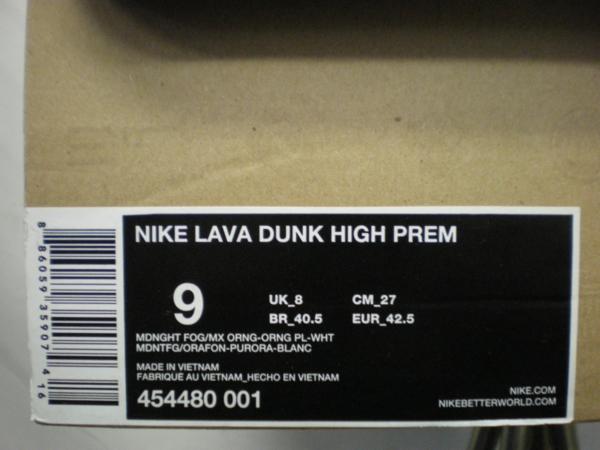 NIKE LAVA DUNK HIGH PREM
9
UK_8 CM_27
BR_40.5 EUR_42.5
MDNGHT FOG/MX ORNG-ORNG PL-WHT
MDNTFG/ORAFON-PURORA-BLANC
MADE IN VIETNAM
FABRIQUÉ AU VIETNAM_HECHO EN VIETNAM
454480 001
NIKE.COM
NIKEBETTERWORLD.COM
8 86059 35907 4 16